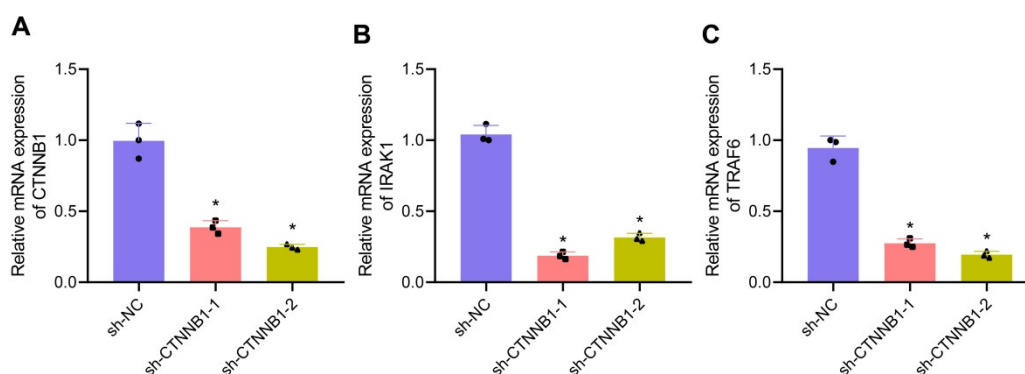 A
Relative mRNA expression
of CTNNB1
1.5
1.0
0.5
0.0
*
*
sh-NC
sh-CTNNB1-1
sh-CTNNB1-2
B
Relative mRNA expression
of IRAK1
1.5
1.0
0.5
0.0
*
*
sh-NC
sh-CTNNB1-1
sh-CTNNB1-2
C
Relative mRNA expression
of TRAF6
1.5
1.0
0.5
0.0
*
*
sh-NC
sh-CTNNB1-1
sh-CTNNB1-2